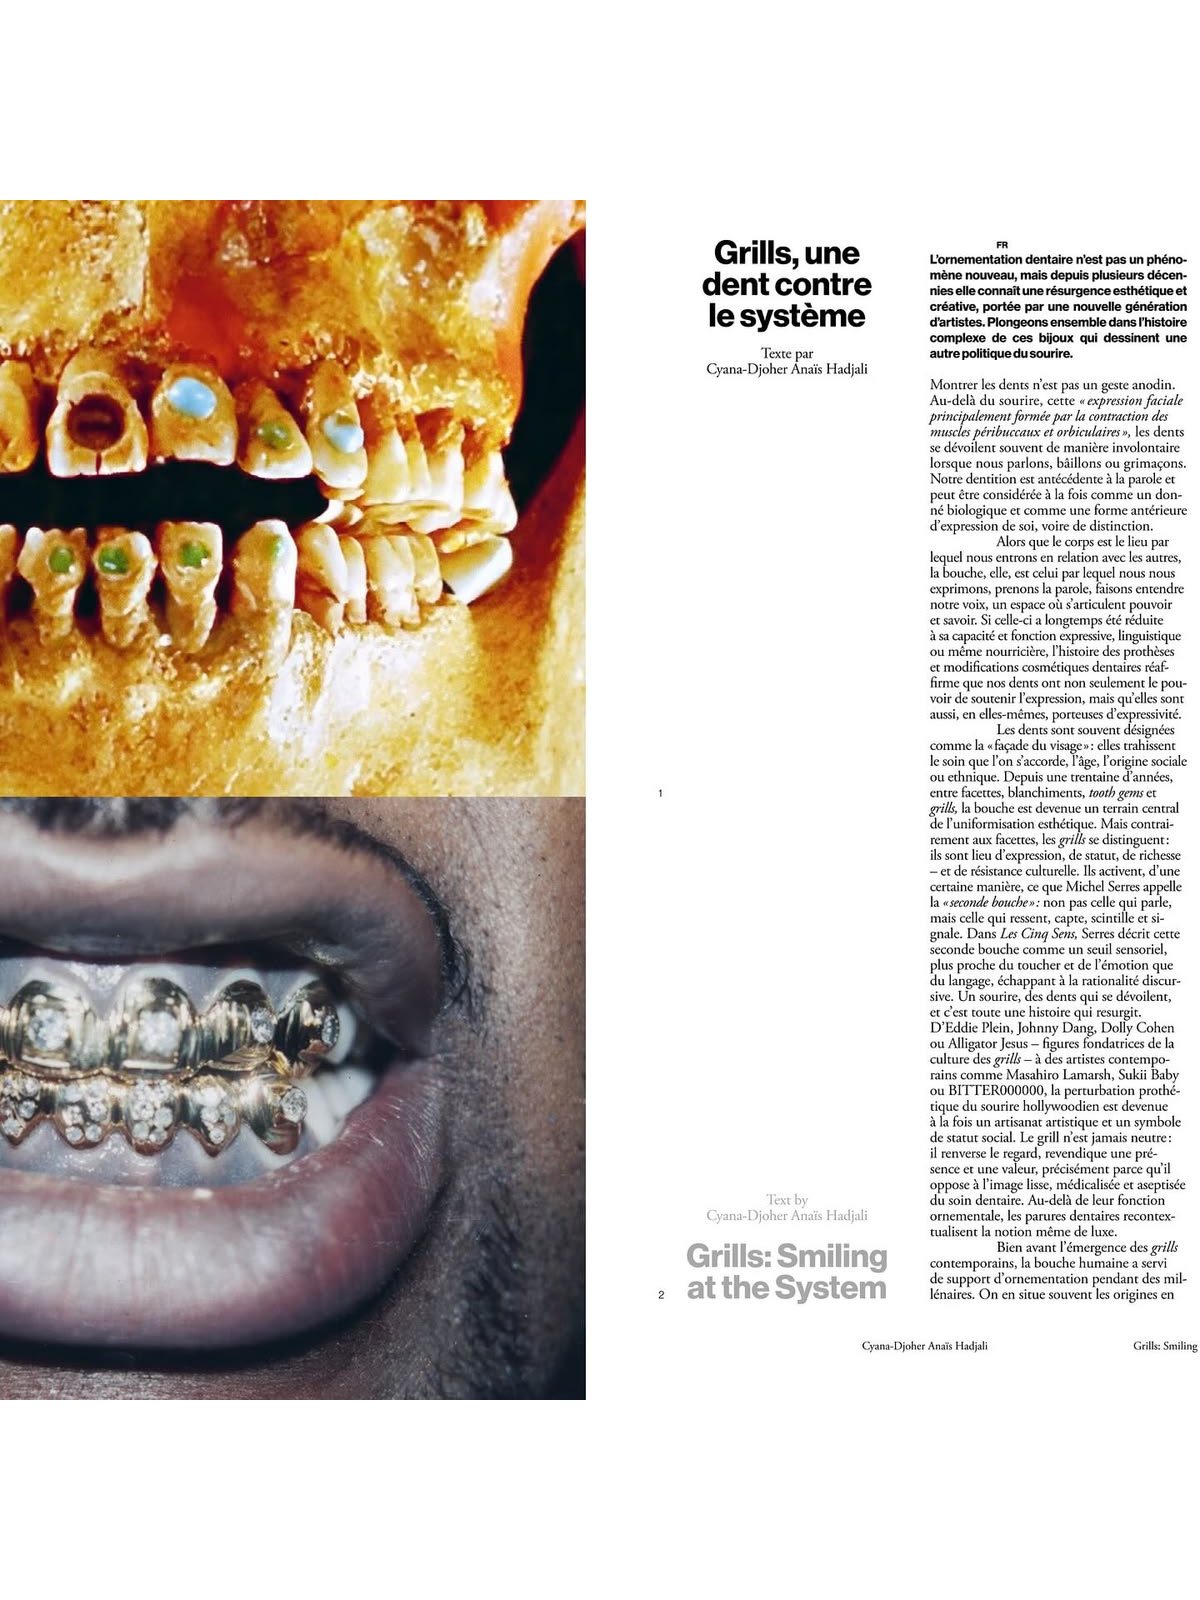 Grills, une
dent contre
le système
Texte par
Cyana-Djoher Anaïs Hadjali
FR
L’ornementation dentaire n’est pas un phéno-
mène nouveau, mais depuis plusieurs décen-
nies elle connaît une résurgence esthétique et
créative, portée par une nouvelle génération
d’artistes. Plongeons ensemble dans l’histoire
complexe de ces bijoux qui dessinent une
autre politique du sourire.
Montrer les dents n’est pas un geste anodin.
Au-delà du sourire, cette « expression faciale
principalement formée par la contraction des
muscles péribuccaux et orbiculaires », les dents
se dévoilent souvent de manière involontaire
lorsque nous parlons, bâillons ou grimaçons.
Notre dentition est antécédente à la parole et
peut être considérée à la fois comme un don-
né biologique et comme une forme antérieure
d’expression de soi, voire de distinction.
Alors que le corps est le lieu par
lequel nous entrons en relation avec les autres,
la bouche, elle, est celui par lequel nous nous
exprimons, prenons la parole, faisons entendre
notre voix, un espace où s’articulent pouvoir
et savoir. Si celle-ci a longtemps été réduite
à sa capacité et fonction expressive, linguistique
ou même nourricière, l’histoire des prothèses
et modifications cosmétiques dentaires réaf-
firme que nos dents ont non seulement le pou-
voir de soutenir l’expression, mais qu’elles sont
aussi, en elles-mêmes, porteuses d’expressivité.
Les dents sont souvent désignées
comme la « façade du visage » : elles trahissent
le soin que l’on s’accorde, l’âge, l’origine sociale
ou ethnique. Depuis une trentaine d’années,
entre facettes, blanchiments, tooth gems et
grills, la bouche est devenue un terrain central
de l’uniformisation esthétique. Mais contrai-
rement aux facettes, les grills se distinguent :
ils sont lieu d’expression, de statut, de richesse
– et de résistance culturelle. Ils activent, d’une
certaine manière, ce que Michel Serres appelle
la « seconde bouche » : non pas celle qui parle,
mais celle qui ressent, capte, scintille et si-
gnale. Dans Les Cinq Sens, Serres décrit cette
seconde bouche comme un seuil sensoriel,
plus proche du toucher et de l’émotion que
du langage, échappant à la rationalité discur-
sive. Un sourire, des dents qui se dévoilent,
et c’est toute une histoire qui resurgit.
D’Eddie Plein, Johnny Dang, Dolly Cohen
ou Alligator Jesus – figures fondatrices de la
culture des grills – à des artistes contempo-
rains comme Masahiro Lamarsh, Sukii Baby
ou BITTER000000, la perturbation prothé-
tique du sourire hollywoodien est devenue
à la fois un artisanat artistique et un symbole
de statut social. Le grill n’est jamais neutre :
il renverse le regard, revendique une pré-
sence et une valeur, précisément parce qu’il
oppose à l’image lisse, médicalisée et aseptisée
du soin dentaire. Au-delà de leur fonction
ornementale, les parures dentaires recontex-
tualisent la notion même de luxe.
Bien avant l’émergence des grills
contemporains, la bouche humaine a servi
de support d’ornementation pendant des mil-
lénaires. On en situe souvent les origines en
1
Text by
Cyana-Djoher Anaïs Hadjali
Grills: Smiling
at the System
2
Cyana-Djoher Anaïs Hadjali
Grills: Smiling